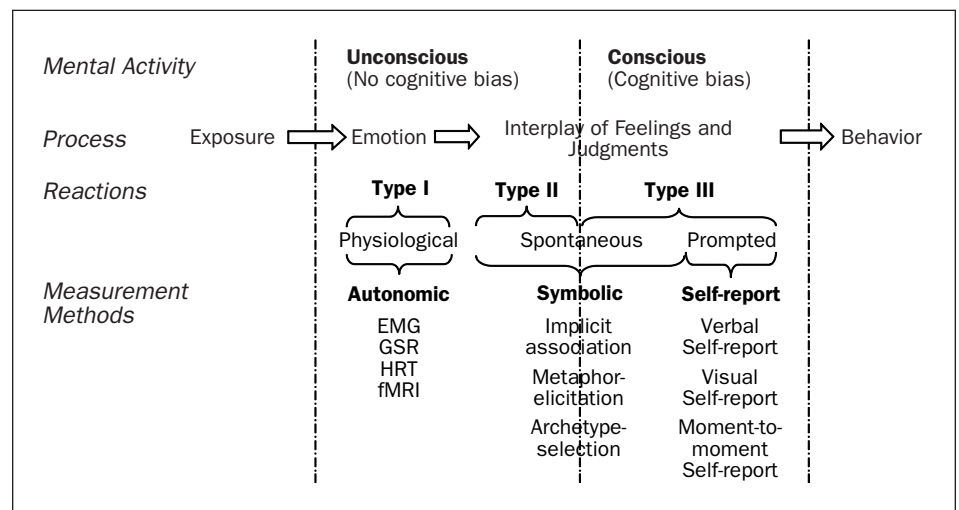 Mental Activity
Unconscious
(No cognitive bias)
Conscious
(Cognitive bias)
Process
Exposure
Emotion
Interplay of Feelings and
Judgments
Behavior
Reactions
Type I
Type II
Type III
Physiological
Spontaneous
Prompted
Measurement
Methods
Autonomic
EMG
GSR
HRT
fMRI
Symbolic
Implicit
association
Metaphor-
elicitation
Archetype-
selection
Self-report
Verbal
Self-report
Visual
Self-report
Moment-to-
moment
Self-report